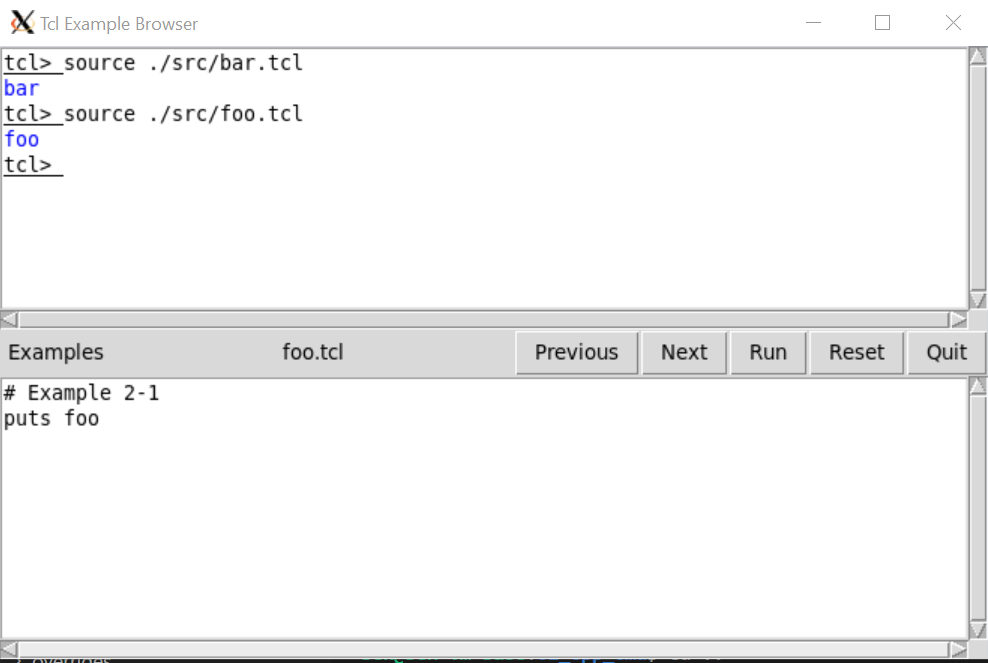 Tcl Example Browser
tcl> source ./src/bar.tcl
bar
tcl> source ./src/foo.tcl
foo
tcl>
Examples foo.tcl Previous Next Run Reset Quit
# Example 2-1
puts foo